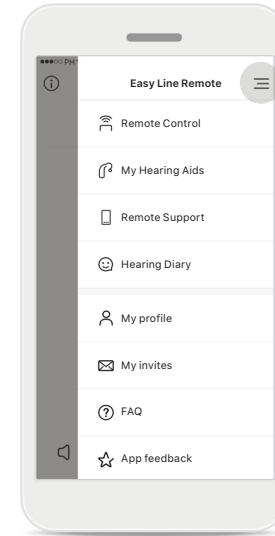 PH
Easy Line Remote
Remote Control
My Hearing Aids
Remote Support
Hearing Diary
My profile
My invites
FAQ
App feedback